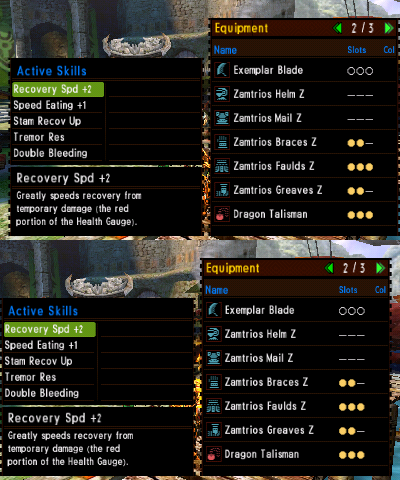 Equipment 2 / 3
Name Slots Col
Active Skills
Recovery Spd +2
Speed Eating +1
Stam Recov Up
Tremor Res
Double Bleeding
Exemplar Blade
Zamtrios Helm Z
Zamtrios Mail Z
Zamtrios Braces Z
Zamtrios Faulds Z
Zamtrios Greaves Z
Dragon Talisman
Recovery Spd +2
Greatly speeds recovery from
temporary damage (the red
portion of the Health Gauge).
Equipment 2 / 3
Name Slots Col
Active Skills
Recovery Spd +2
Speed Eating +1
Stam Recov Up
Tremor Res
Double Bleeding
Exemplar Blade
Zamtrios Helm Z
Zamtrios Mail Z
Zamtrios Braces Z
Zamtrios Faulds Z
Zamtrios Greaves Z
Dragon Talisman
Recovery Spd +2
Greatly speeds recovery from
temporary damage (the red
portion of the Health Gauge).